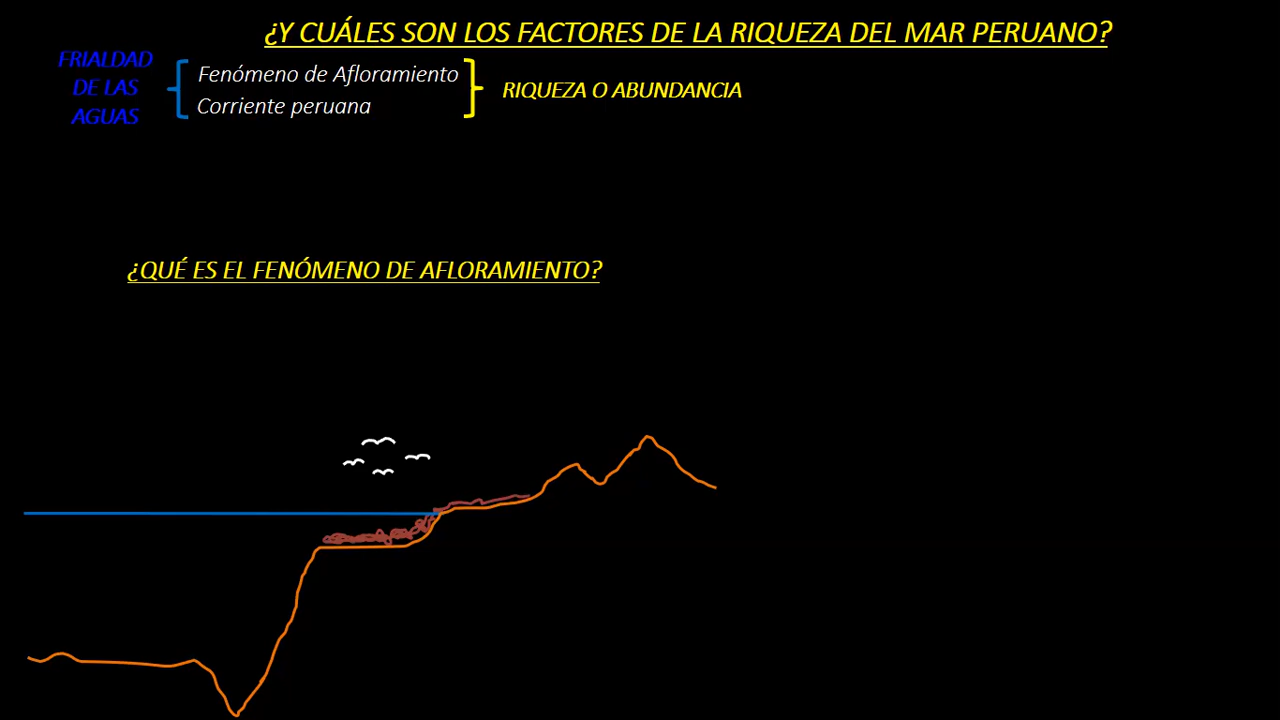 ¿Y CUÁLES SON LOS FACTORES DE LA RIQUEZA DEL MAR PERUANO?
FRIALDAD
DE LAS
AGUAS
Fenómeno de Afloramiento
Corriente peruana
RIQUEZA O ABUNDANCIA
¿QUÉ ES EL FENÓMENO DE AFLORAMIENTO?